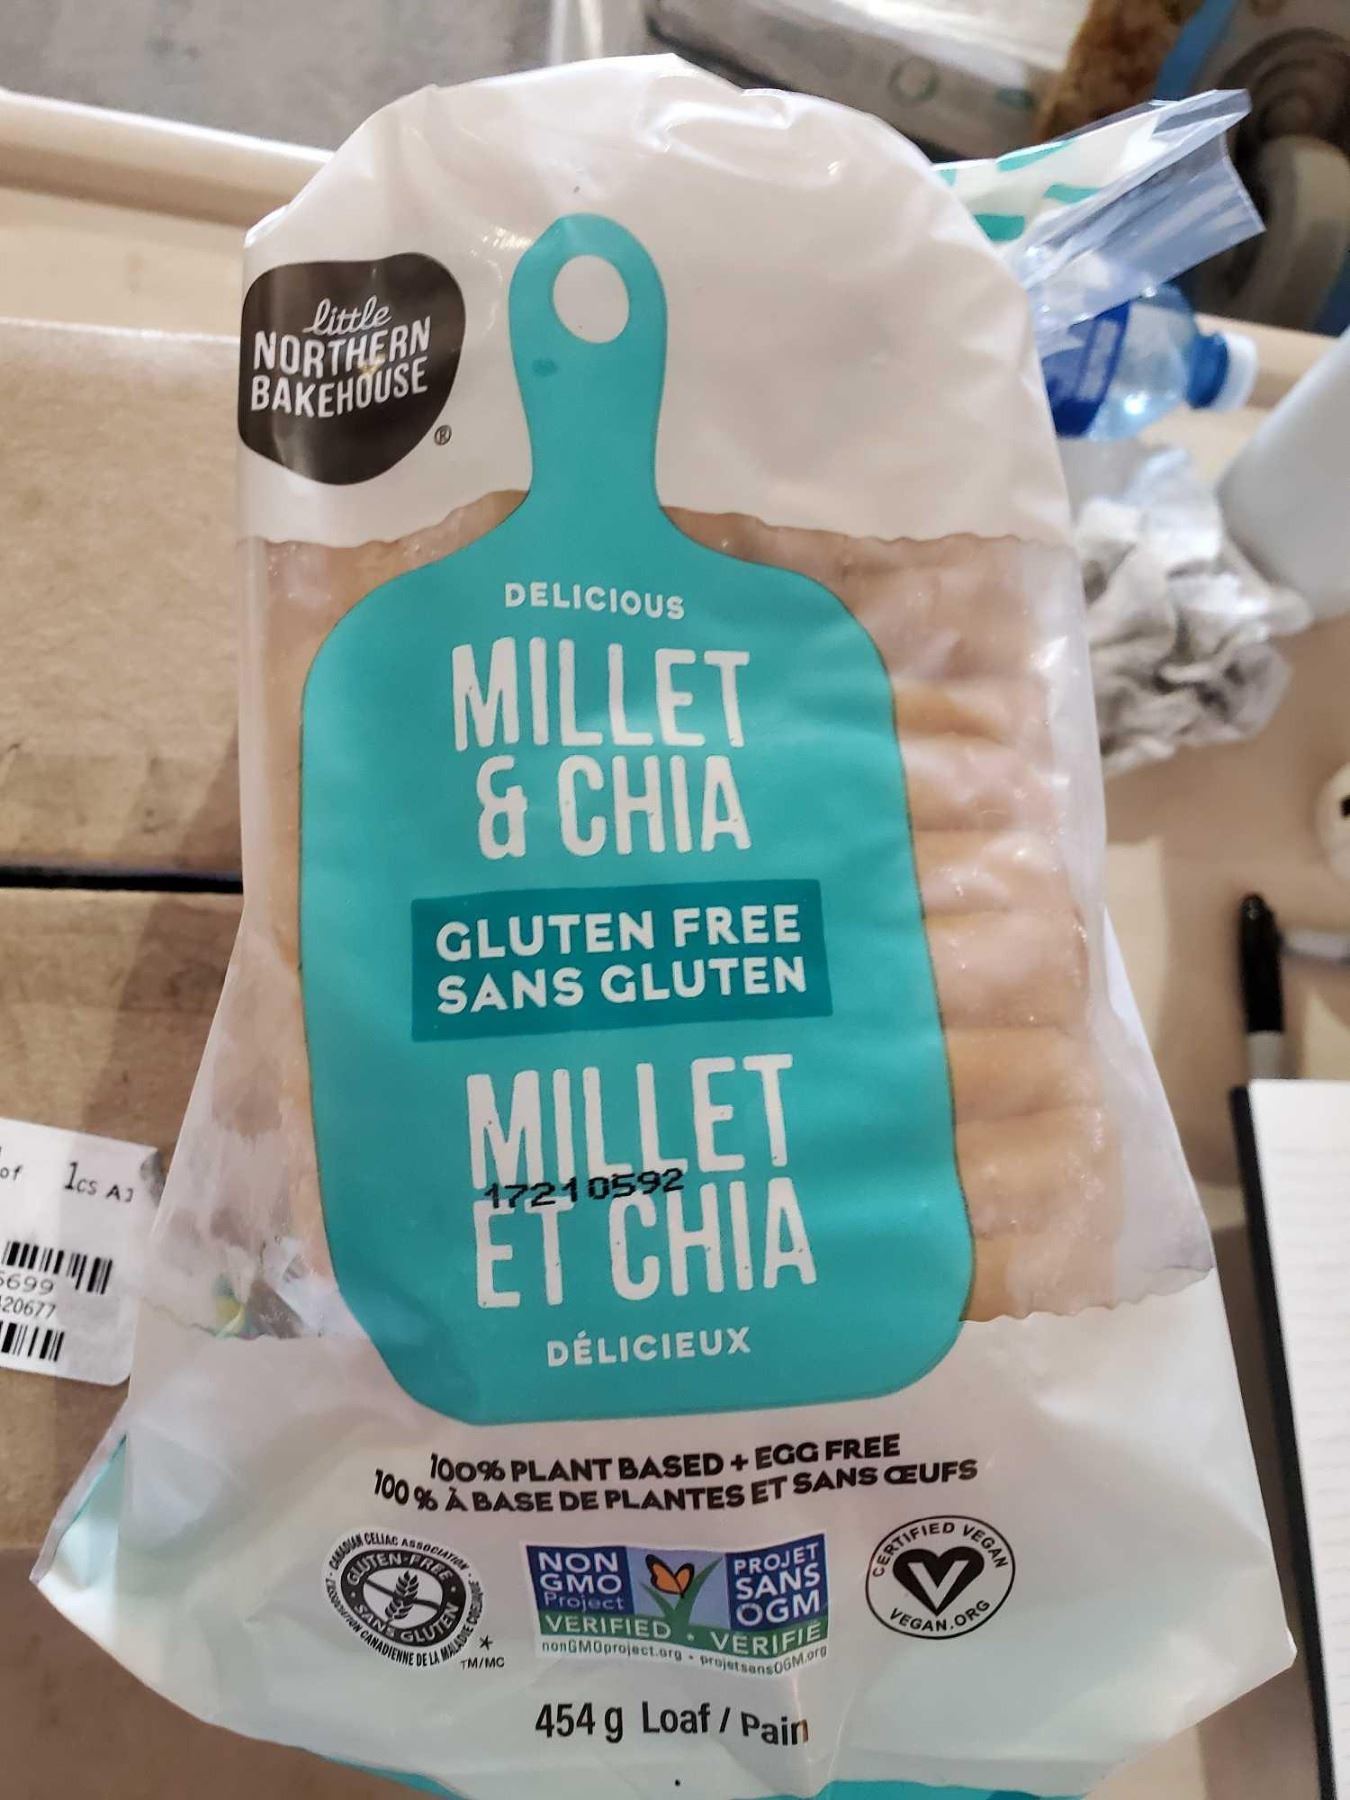 little
NORTHERN
BAKEHOUSE
®
DELICIOUS
MILLET
& CHIA
GLUTEN FREE
SANS GLUTEN
MILLET
17210592
ET CHIA
DÉLICIEUX
100% PLANT BASED + EGG FREE
100 % À BASE DE PLANTES ET SANS ŒUFS
CANADIAN CELIAC ASSOCIATION
GLUTEN-FREE
SANS GLUTEN
ASSOCIATION CANADIENNE DE LA MALADIE COELIAQUE
* TM/MC
NON
GMO
Project
VERIFIED
nonGMOproject.org
PROJET
SANS
OGM
VÉRIFIÉ
projetsansOGM.org
CERTIFIED VEGAN
V
VEGAN.ORG
454 g Loaf / Pain
of 1cs
5699
20677